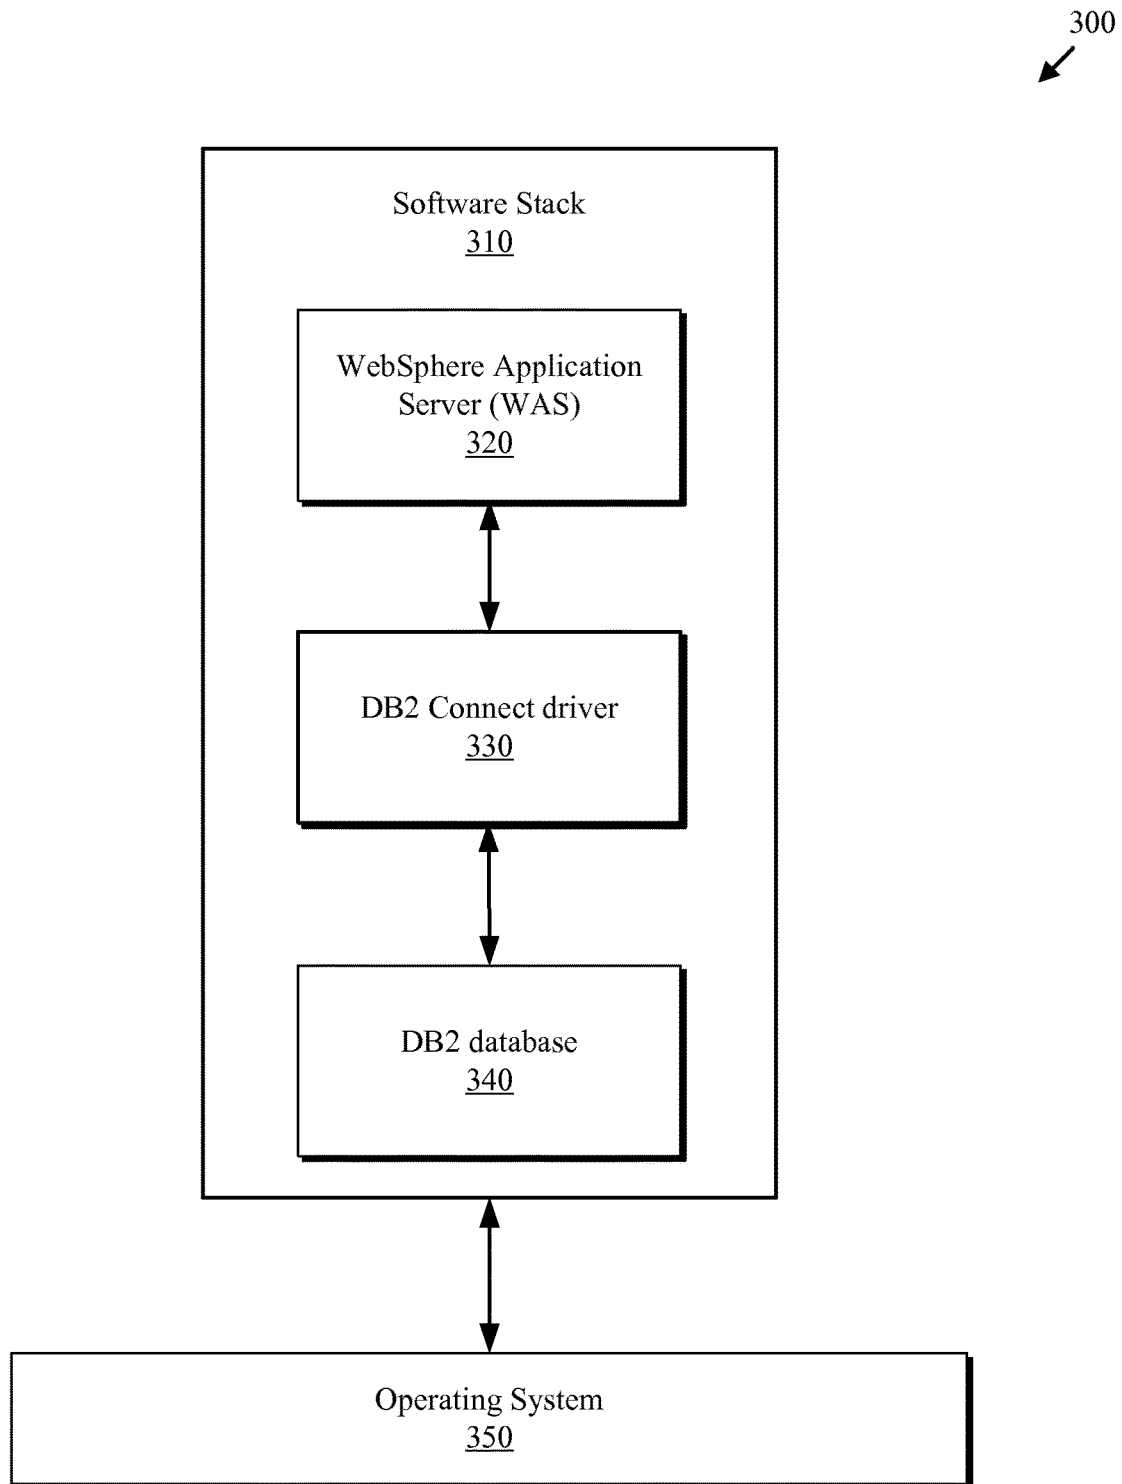 300
Software Stack
310
WebSphere Application
Server (WAS)
320
DB2 Connect driver
330
DB2 database
340
Operating System
350